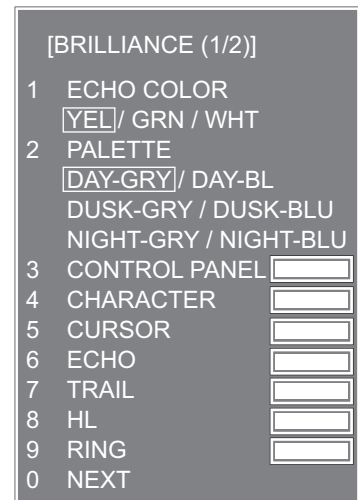 [BRILLIANCE (1/2)]
1 ECHO COLOR
YEL / GRN / WHT
2 PALETTE
DAY-GRY / DAY-BL
DUSK-GRY / DUSK-BLU
NIGHT-GRY / NIGHT-BLU
3 CONTROL PANEL
4 CHARACTER
5 CURSOR
6 ECHO
7 TRAIL
8 HL
9 RING
0 NEXT